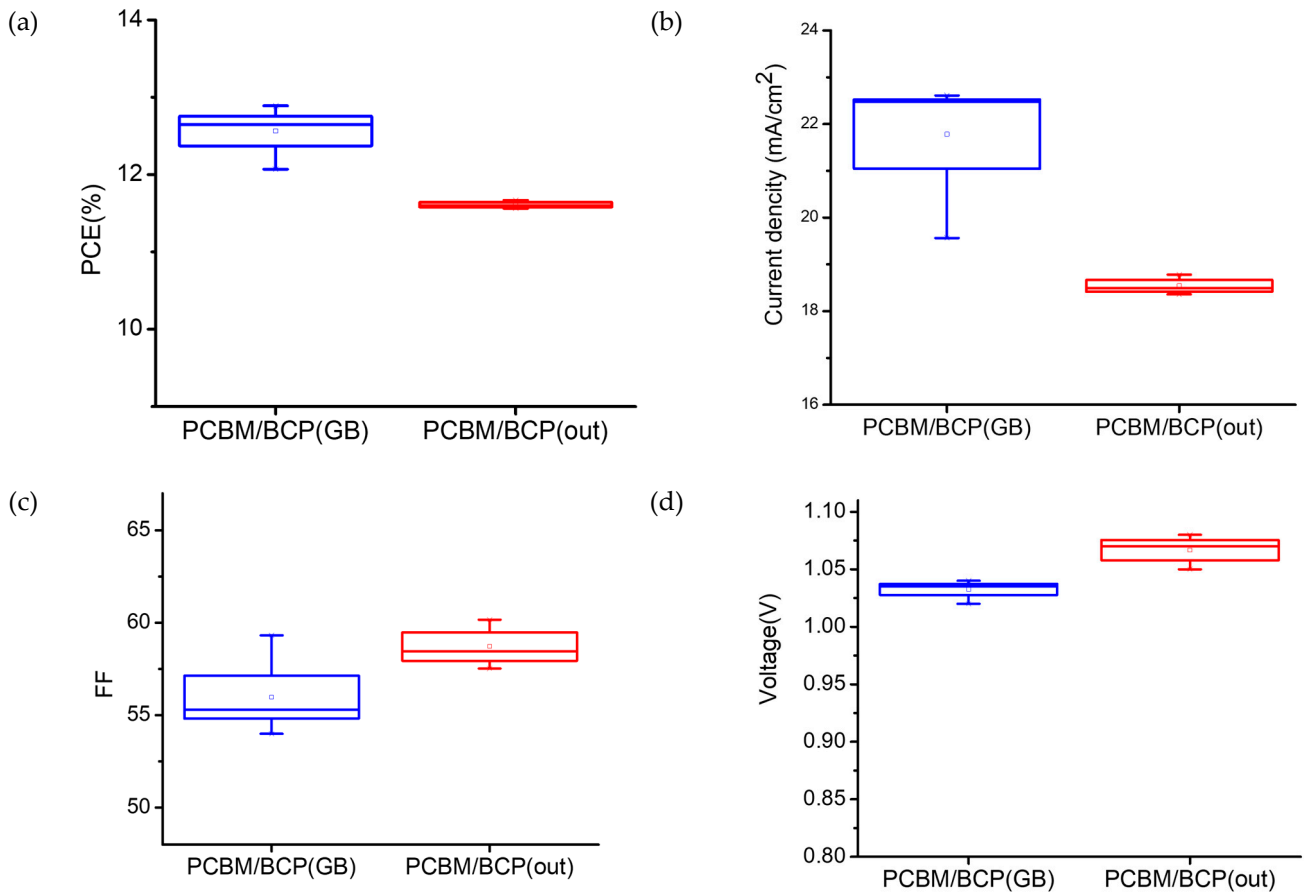 (a)
14
12
10
PCE(%)
PCBM/BCP(GB)
PCBM/BCP(out)
(b)
24
22
20
18
16
Current dencity (mA/cm²)
PCBM/BCP(GB)
PCBM/BCP(out)
(c)
65
60
55
50
FF
PCBM/BCP(GB)
PCBM/BCP(out)
(d)
1.10
1.05
1.00
0.95
0.90
0.85
0.80
Voltage(V)
PCBM/BCP(GB)
PCBM/BCP(out)